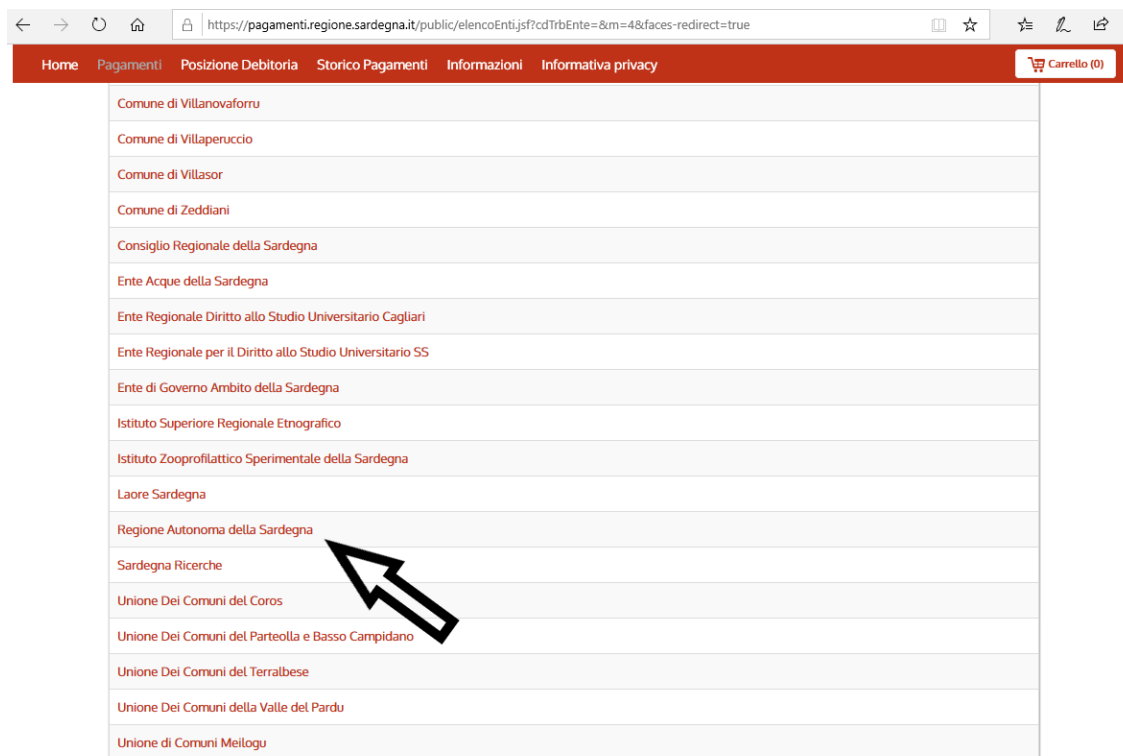 https://pagamenti.regione.sardegna.it/public/elencoEnti.jsf?cdTrbEnte=&m=4&faces-redirect=true
Home Pagamenti Posizione Debitoria Storico Pagamenti Informazioni Informativa privacy Carrello (0)
Comune di Villanovaforru
Comune di Villaperuccio
Comune di Villasor
Comune di Zeddiani
Consiglio Regionale della Sardegna
Ente Acque della Sardegna
Ente Regionale Diritto allo Studio Universitario Cagliari
Ente Regionale per il Diritto allo Studio Universitario SS
Ente di Governo Ambito della Sardegna
Istituto Superiore Regionale Etnografico
Istituto Zooprofilattico Sperimentale della Sardegna
Laore Sardegna
Regione Autonoma della Sardegna
Sardegna Ricerche
Unione Dei Comuni del Coros
Unione Dei Comuni del Parteolla e Basso Campidano
Unione Dei Comuni del Terralbese
Unione Dei Comuni della Valle del Pardu
Unione di Comuni Meilogu